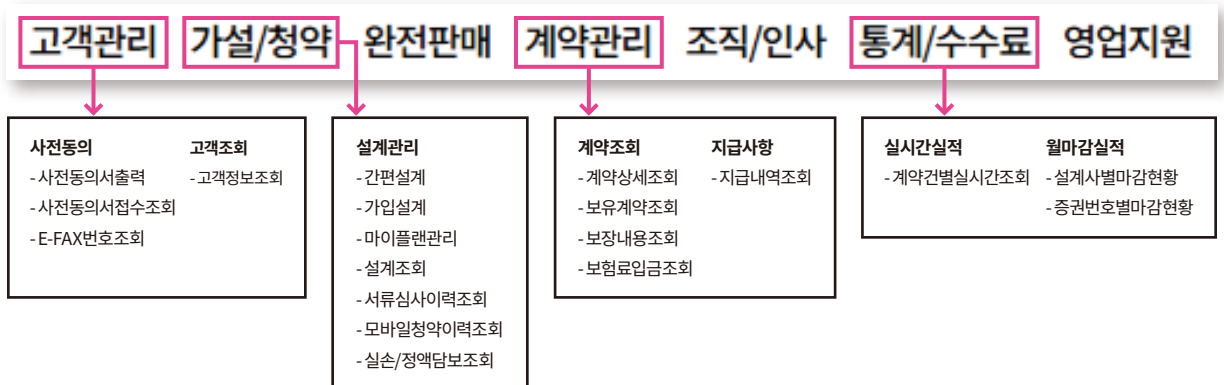 고객관리 가설/청약 완전판매 계약관리 조직/인사 통계/수수료 영업지원
사전동의
-사전동의서출력
-사전동의서접수조회
-E-FAX번호조회
고객조회
-고객정보조회
설계관리
-간편설계
-가입설계
-마이플랜관리
-설계조회
-서류심사이력조회
-모바일청약이력조회
-실손/정액담보조회
계약조회
-계약상세조회
-보유계약조회
-보장내용조회
-보험료입금조회
지급사항
-지급내역조회
실시간실적
-계약건별실시간조회
월마감실적
-설계사별마감현황
-증권번호별마감현황